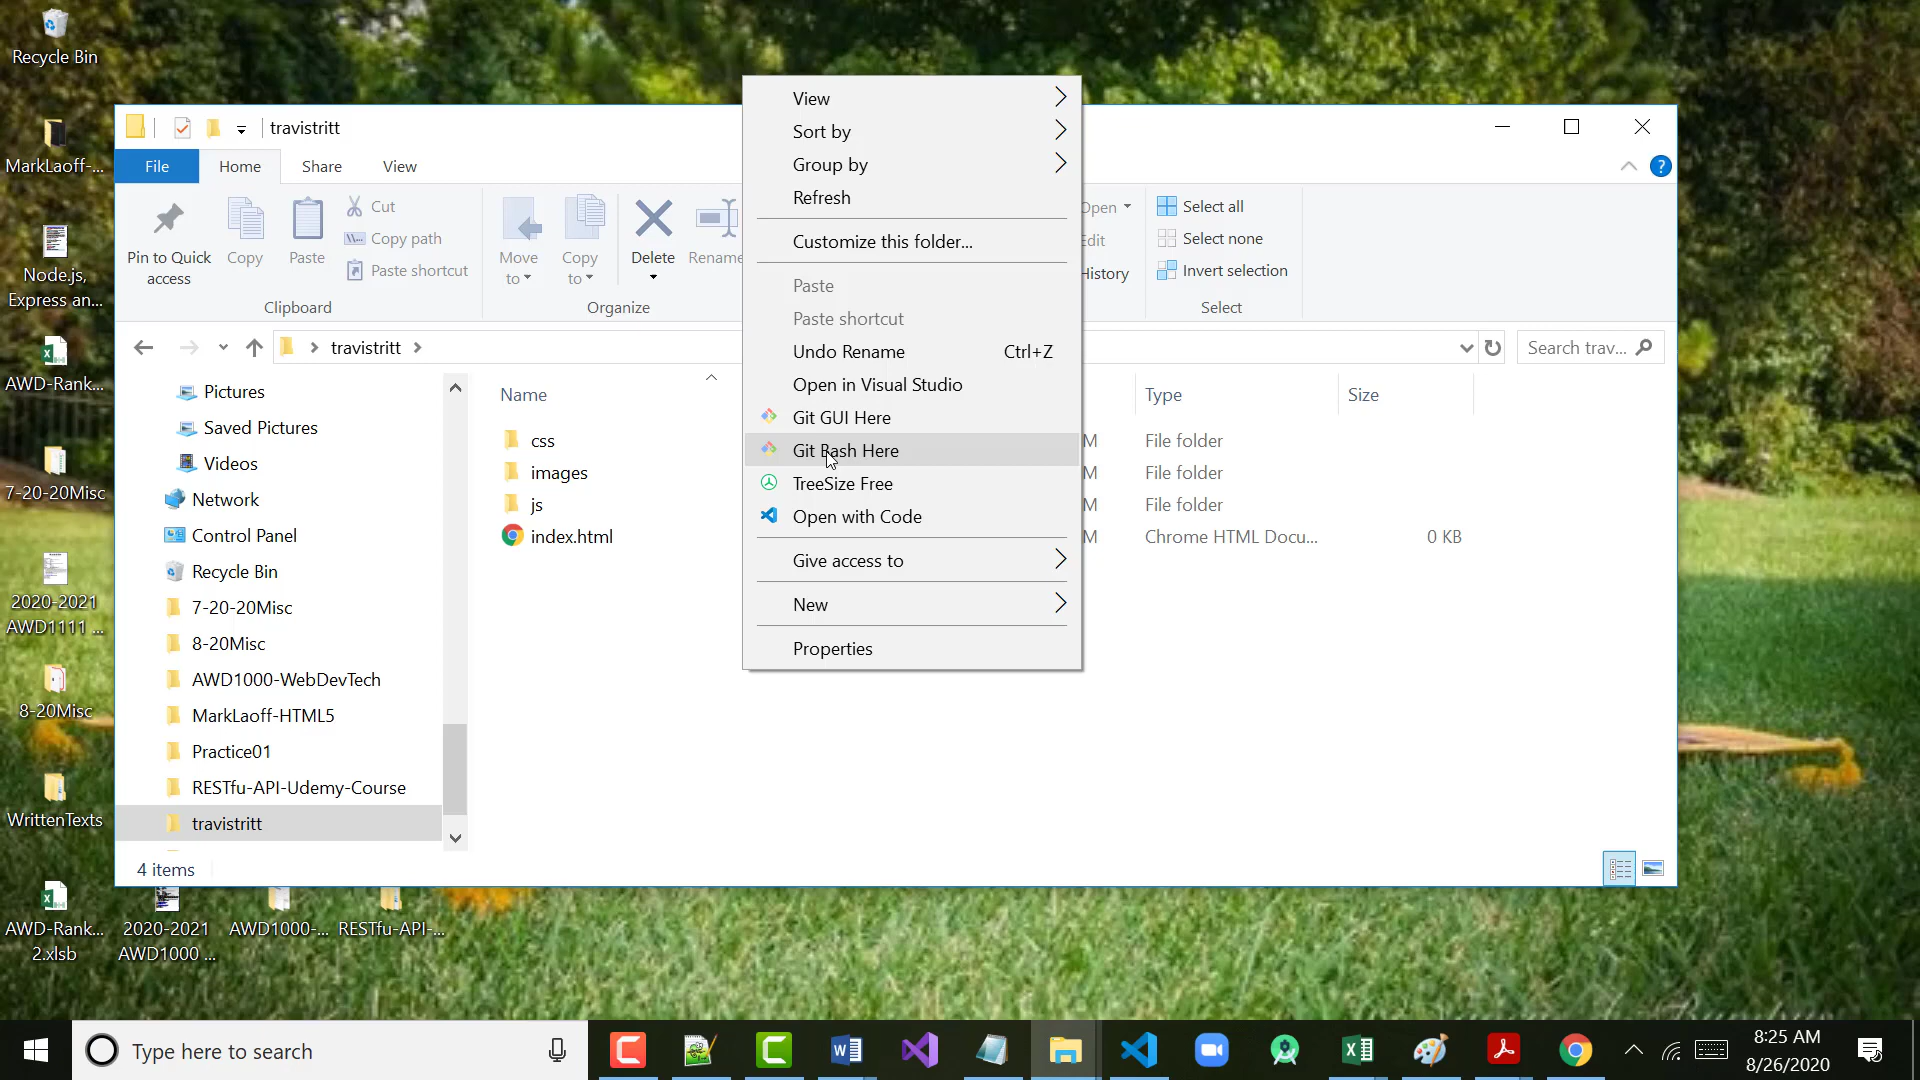 Recycle Bin
MarkLaoff-...
Node.js,
Express an...
AWD-Rank...
7-20-20Misc
2020-2021
AWD1111 ...
8-20Misc
WrittenTexts
AWD-Rank...
2.xlsb
2020-2021
AWD1000 ...
AWD1000-...
RESTfu-API-...
travistritt
File
Home
Share
View
Pin to Quick
access
Copy
Paste
Cut
Copy path
Paste shortcut
Clipboard
Move
to
Copy
to
Delete
Rename
Organize
Open
Edit
History
Select all
Select none
Invert selection
Select
travistritt
Search trav...
Pictures
Saved Pictures
Videos
Network
Control Panel
Recycle Bin
7-20-20Misc
8-20Misc
AWD1000-WebDevTech
MarkLaoff-HTML5
Practice01
RESTfu-API-Udemy-Course
travistritt
Name
Type
Size
css
M
File folder
images
M
File folder
js
M
File folder
index.html
M
Chrome HTML Docu...
0 KB
4 items
View
Sort by
Group by
Refresh
Customize this folder...
Paste
Paste shortcut
Undo Rename Ctrl+Z
Open in Visual Studio
Git GUI Here
Git Bash Here
TreeSize Free
Open with Code
Give access to
New
Properties
Type here to search
8:25 AM
8/26/2020